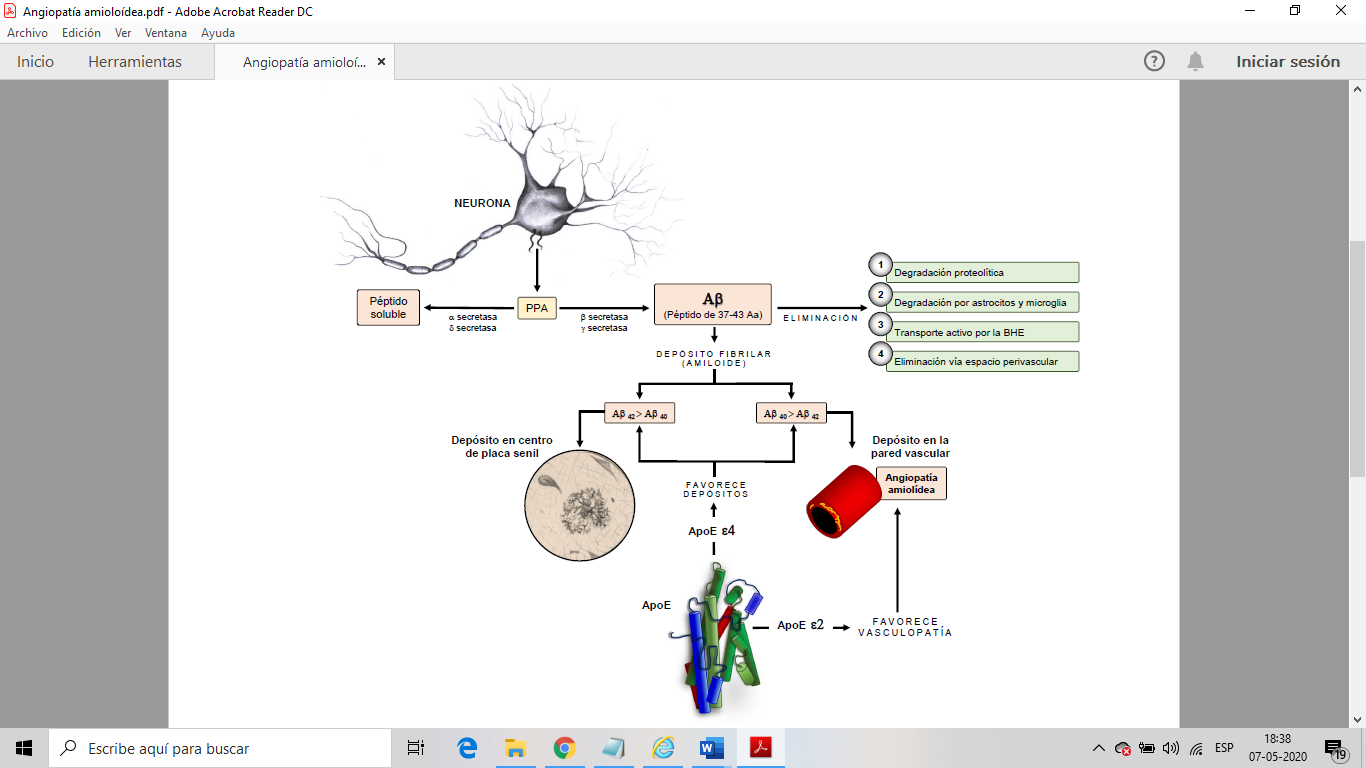 Angiopatía amioloídea.pdf - Adobe Acrobat Reader DC
Archivo Edición Ver Ventana Ayuda
Inicio Herramientas Angiopatía amioloí... × Iniciar sesión
NEURONA
Péptido
soluble
α secretasa
δ secretasa
PPA
β secretasa
γ secretasa
Aβ
(Péptido de 37-43 Aa)
ELIMINACIÓN
1 Degradación proteolítica
2 Degradación por astrocitos y microglia
3 Transporte activo por la BHE
4 Eliminación vía espacio perivascular
DEPÓSITO FIBRILAR
(AMILOIDE)
Aβ 42 > Aβ 40
Aβ 40 > Aβ 42
Depósito en centro
de placa senil
Depósito en la
pared vascular
Angiopatía
amiolídea
FAVORECE
DEPÓSITOS
ApoE ε4
ApoE
ApoE ε2
FAVORECE
VASCULOPATÍA
Escribe aquí para buscar
ESP
18:38
07-05-2020
19